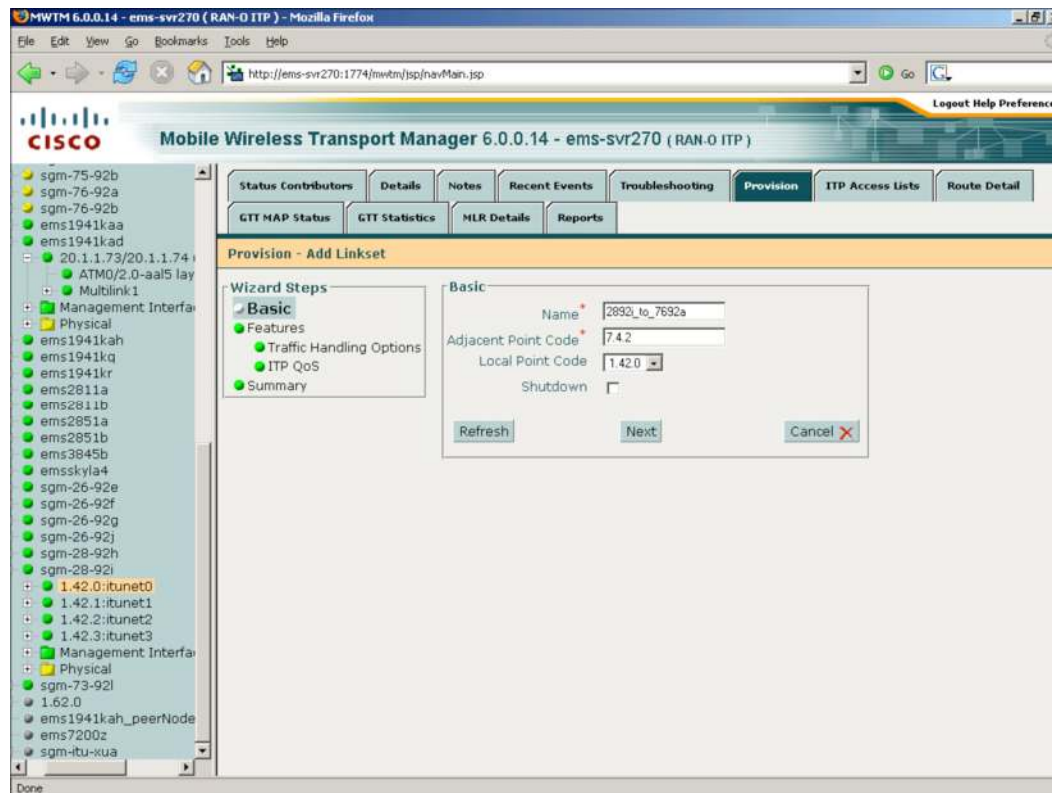 MWTM 6.0.0.14 - ems-svr270 ( RAN-O ITP ) - Mozilla Firefox
File Edit View Go Bookmarks Tools Help
http://ems-svr270:1774/mwtm/jsp/navMain.jsp
Go
Logout Help Preference
CISCO
Mobile Wireless Transport Manager 6.0.0.14 - ems-svr270 ( RAN-O ITP )
sgm-75-92b
sgm-76-92a
sgm-76-92b
ems1941kaa
ems1941kad
20.1.1.73/20.1.1.74
ATM0/2.0-aal5 lay
Multilink1
Management Interfa
Physical
ems1941kah
ems1941kq
ems1941kr
ems2811a
ems2811b
ems2851a
ems2851b
ems3845b
emsskyla4
sgm-26-92e
sgm-26-92f
sgm-26-92g
sgm-26-92j
sgm-28-92h
sgm-28-92i
1.42.0:itunet0
1.42.1:itunet1
1.42.2:itunet2
1.42.3:itunet3
Management Interfa
Physical
sgm-73-92l
1.62.0
ems1941kah_peerNode
ems7200z
sgm-itu-xua
Status Contributors Details Notes Recent Events Troubleshooting Provision ITP Access Lists Route Detail
GTT MAP Status GTT Statistics MLR Details Reports
Provision - Add Linkset
Wizard Steps
Basic
Features
Traffic Handling Options
ITP QoS
Summary
Basic
Name* 2892i_to_7692a
Adjacent Point Code* 7.4.2
Local Point Code 1.42.0
Shutdown
Refresh Next Cancel
Done